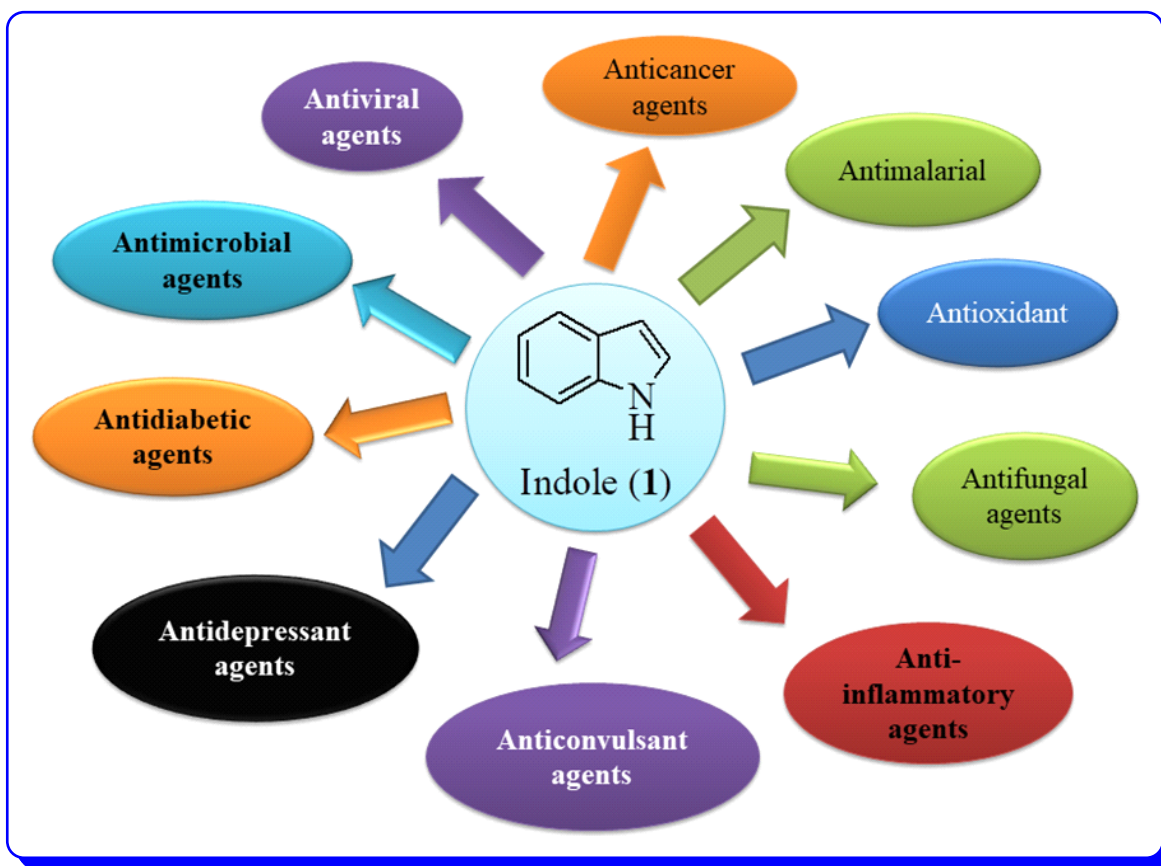 Anticancer
agents
Antiviral
agents
Antimalarial
Antimicrobial
agents
Antioxidant
N
H
Indole (1)
Antidiabetic
agents
Antifungal
agents
Antidepressant
agents
Anti-
inflammatory
agents
Anticonvulsant
agents